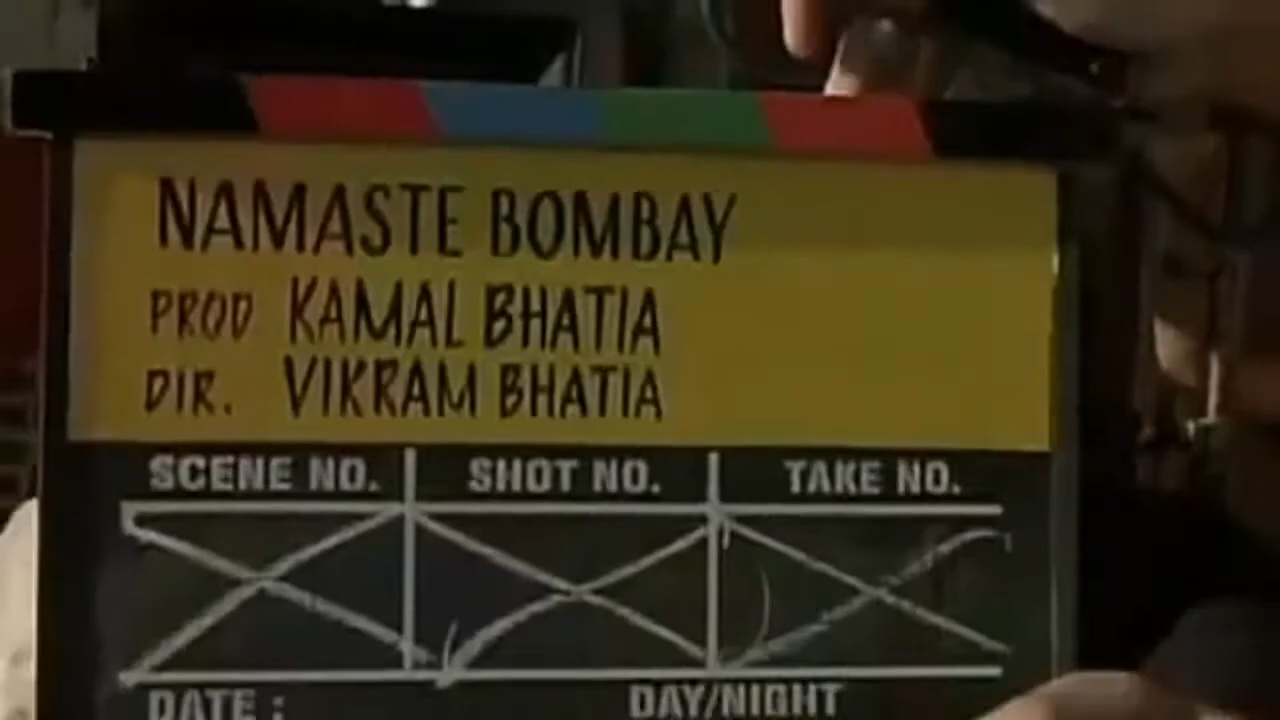 NAMASTE BOMBAY
PROD KAMAL BHATIA
DIR. VIKRAM BHATIA
SCENE NO. SHOT NO. TAKE NO.
DATE : DAY/NIGHT